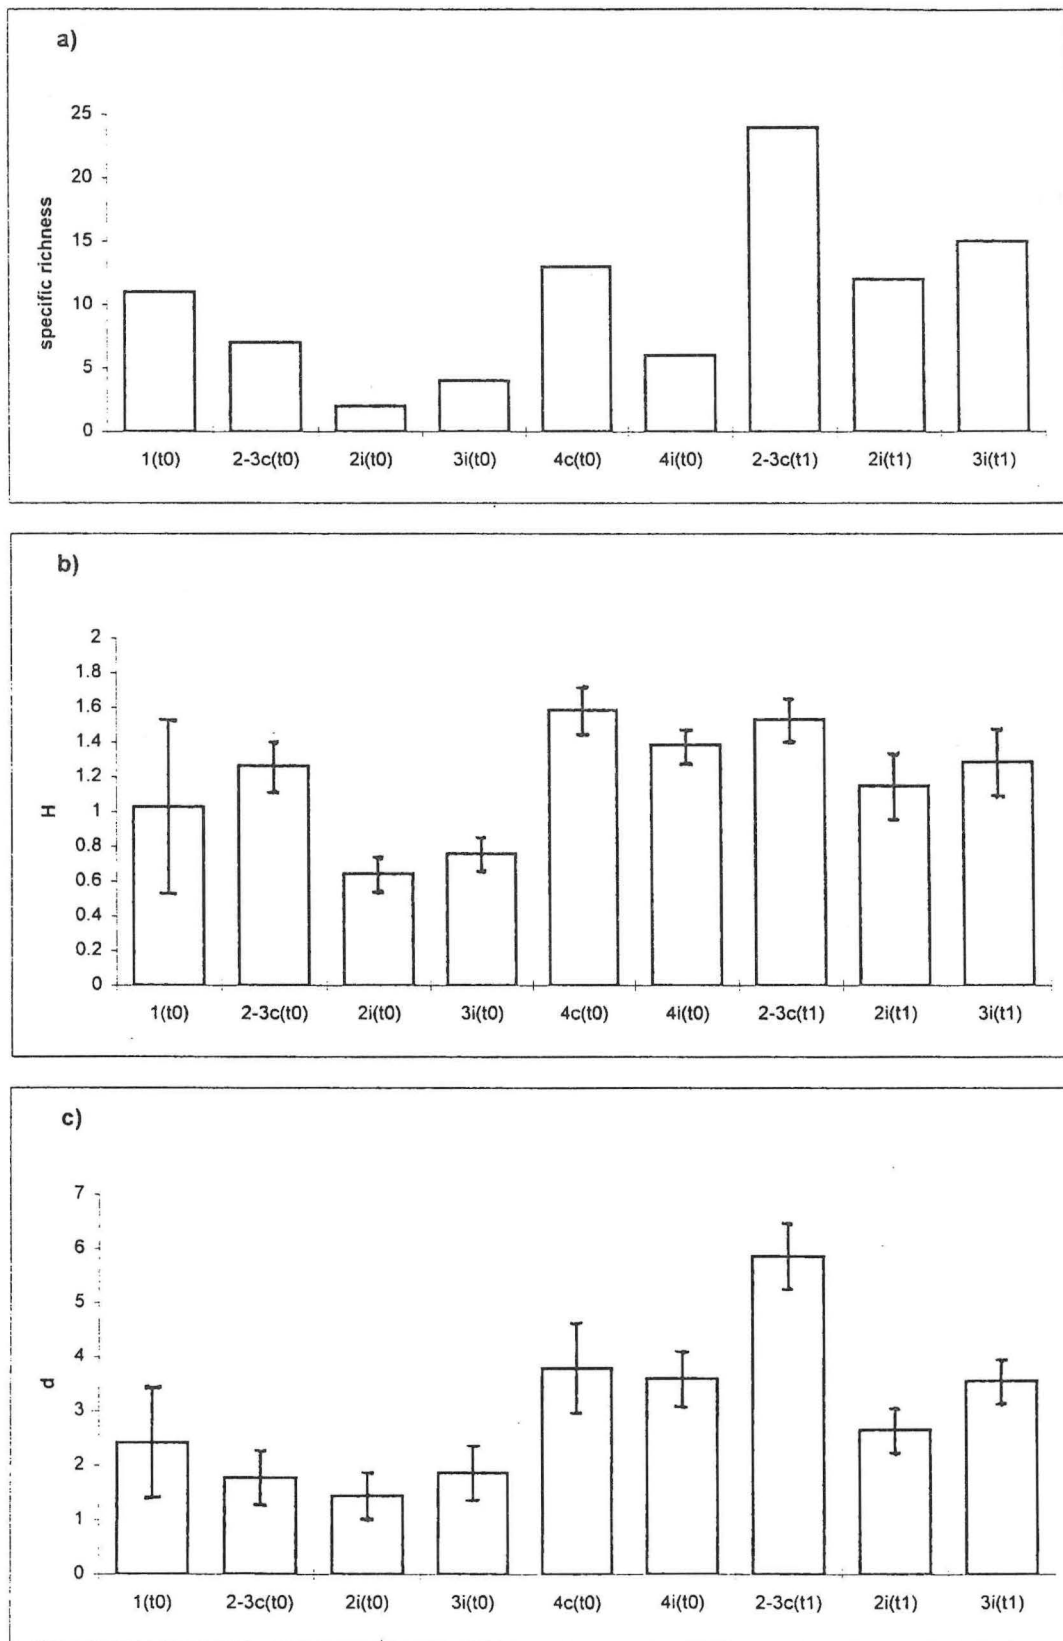 a)
25
20
15
10
5
0
specific richness
1(t0) 2-3c(t0) 2i(t0) 3i(t0) 4c(t0) 4i(t0) 2-3c(t1) 2i(t1) 3i(t1)
b)
2
1.8
1.6
1.4
1.2
1
0.8
0.6
0.4
0.2
0
H
1(t0) 2-3c(t0) 2i(t0) 3i(t0) 4c(t0) 4i(t0) 2-3c(t1) 2i(t1) 3i(t1)
c)
7
6
5
4
3
2
1
0
d
1(t0) 2-3c(t0) 2i(t0) 3i(t0) 4c(t0) 4i(t0) 2-3c(t1) 2i(t1) 3i(t1)